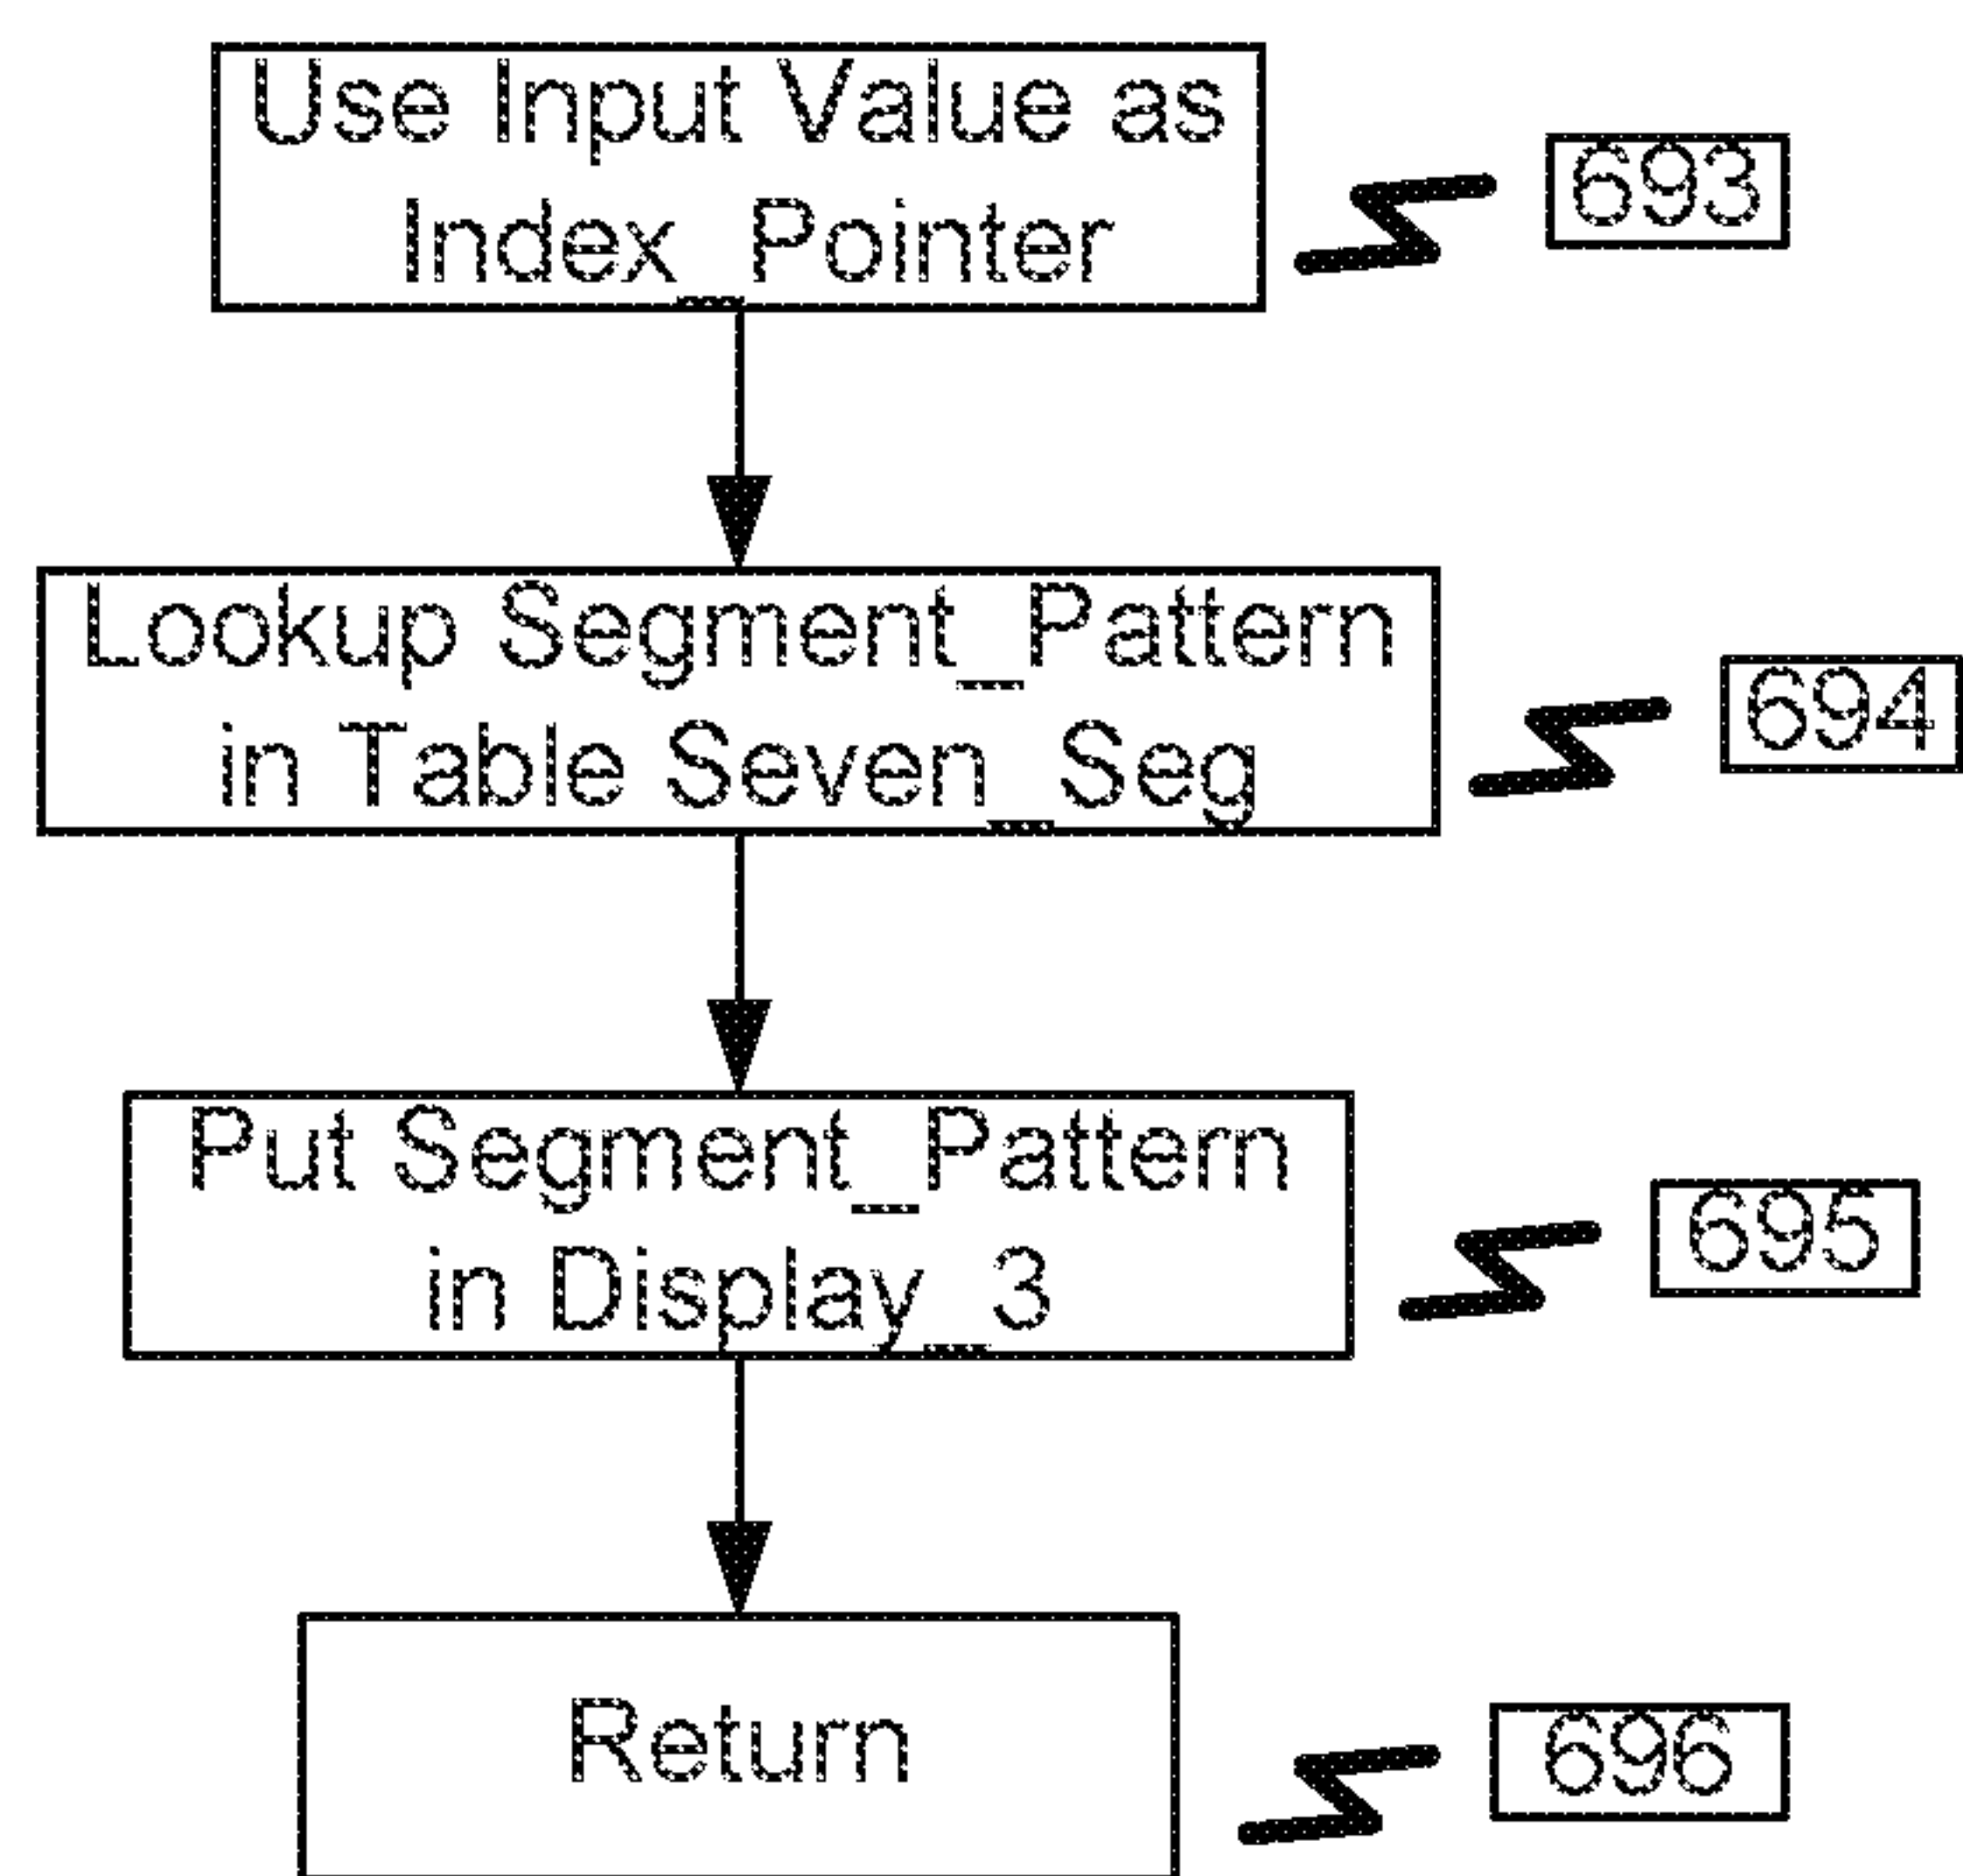 Use Input Value as
Index_Pointer
693
Lookup Segment_Pattern
in Table Seven_Seg
694
Put Segment_Pattern
in Display_3
695
Return
696